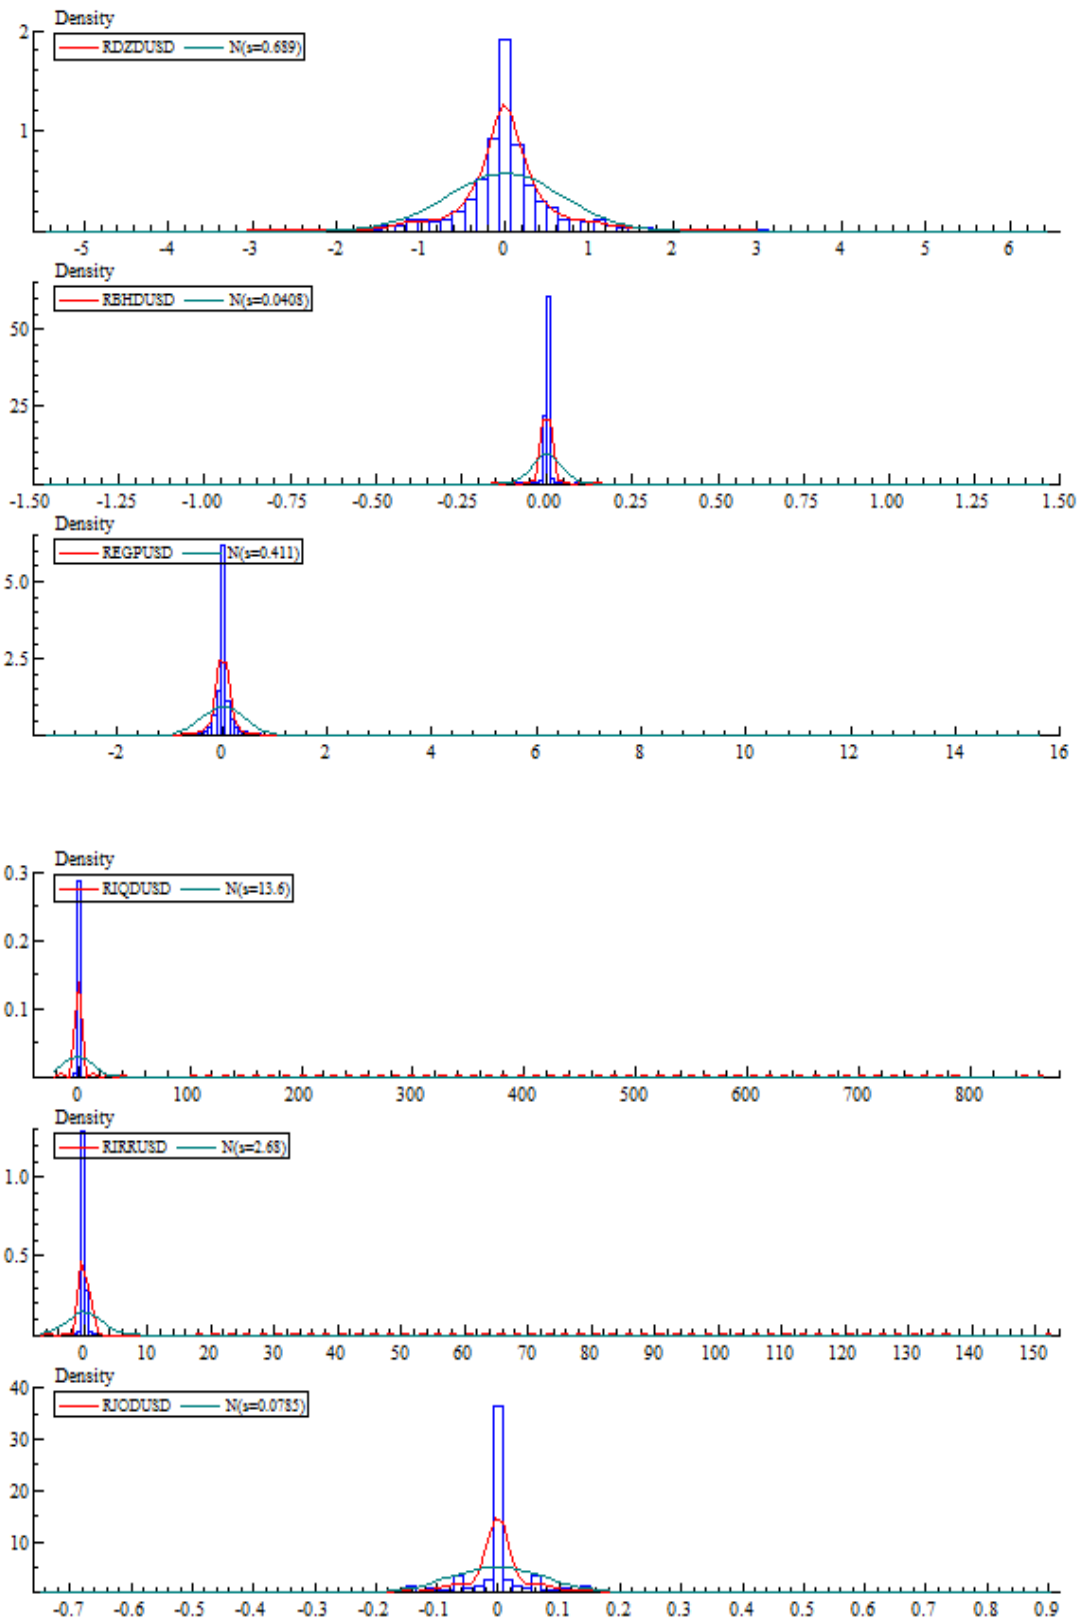 Density
2
RDZDUSD N(s=0.689)
1
-5 -4 -3 -2 -1 0 1 2 3 4 5 6
Density
RBHDUSD N(s=0.0408)
50
25
-1.50 -1.25 -1.00 -0.75 -0.50 -0.25 0.00 0.25 0.50 0.75 1.00 1.25 1.50
Density
REGPUSD N(s=0.411)
5.0
2.5
-2 0 2 4 6 8 10 12 14 16
Density
0.3
RIQDUSD N(s=13.6)
0.2
0.1
0 100 200 300 400 500 600 700 800
Density
RIRRUSD N(s=2.68)
1.0
0.5
0 10 20 30 40 50 60 70 80 90 100 110 120 130 140 150
Density
40
RJODUSD N(s=0.0785)
30
20
10
-0.7 -0.6 -0.5 -0.4 -0.3 -0.2 -0.1 0 0.1 0.2 0.3 0.4 0.5 0.6 0.7 0.8 0.9